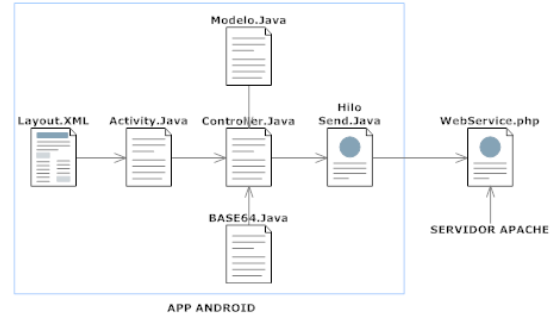 Modelo.Java
Layout.XML
Activity.Java
Controller.Java
Hilo
Send.Java
WebService.php
BASE64.Java
SERVIDOR APACHE
APP ANDROID